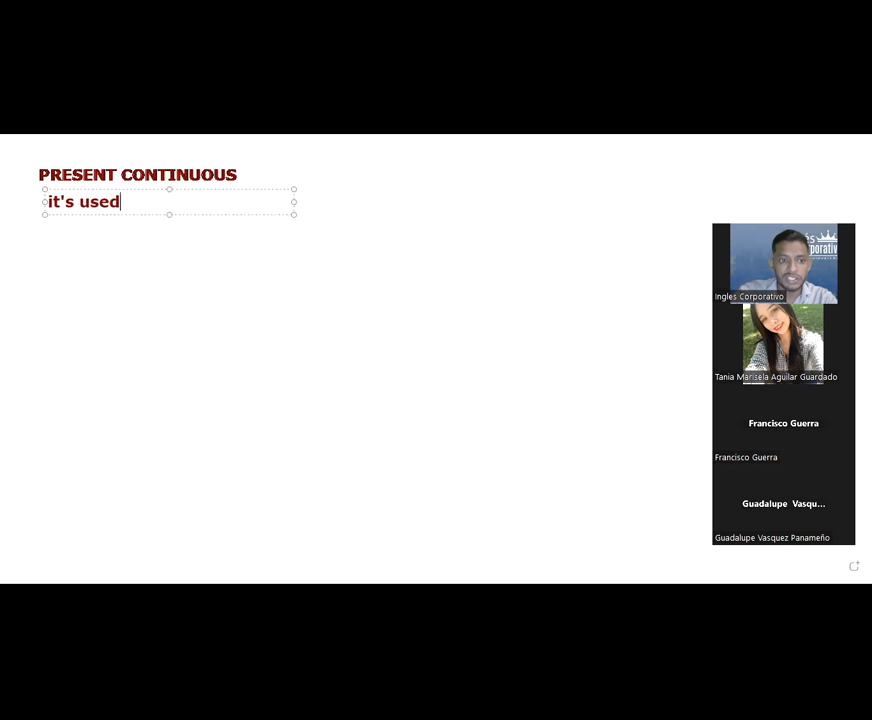 PRESENT CONTINUOUS
it's used
Ingles Corporativo
Tania Marisela Aguilar Guardado
Francisco Guerra
Francisco Guerra
Guadalupe Vasqu...
Guadalupe Vasquez Panameño